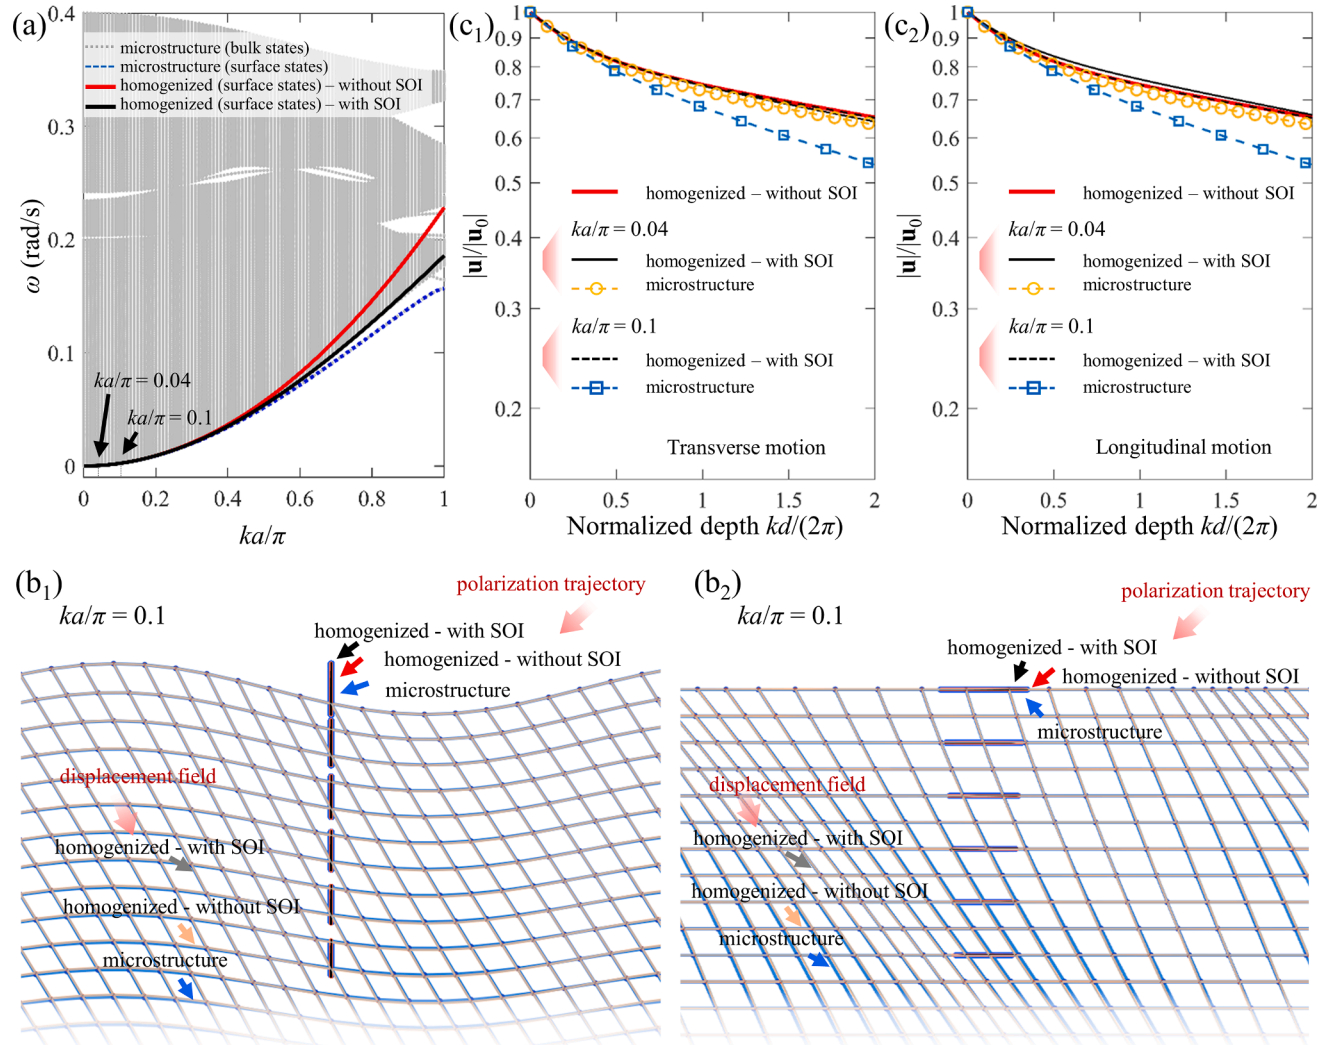 (a)
0.4
0.3
0.2
0.1
0
ω (rad/s)
microstructure (bulk states)
microstructure (surface states)
homogenized (surface states) – without SOI
homogenized (surface states) – with SOI
ka/π = 0.04
ka/π = 0.1
0 0.2 0.4 0.6 0.8 1
ka/π
(c1)
1
0.9
0.8
0.7
0.6
0.5
0.4
0.3
0.2
|u|/|u0|
homogenized – without SOI
ka/π = 0.04
homogenized – with SOI
microstructure
ka/π = 0.1
homogenized – with SOI
microstructure
Transverse motion
0 0.5 1 1.5 2
Normalized depth kd/(2π)
(c2)
1
0.9
0.8
0.7
0.6
0.5
0.4
0.3
0.2
|u|/|u0|
homogenized – without SOI
ka/π = 0.04
homogenized – with SOI
microstructure
ka/π = 0.1
homogenized – with SOI
microstructure
Longitudinal motion
0 0.5 1 1.5 2
Normalized depth kd/(2π)
(b1)
ka/π = 0.1
polarization trajectory
homogenized - with SOI
homogenized - without SOI
microstructure
displacement field
homogenized - with SOI
homogenized - without SOI
microstructure
(b2)
ka/π = 0.1
polarization trajectory
homogenized - with SOI
homogenized - without SOI
microstructure
displacement field
homogenized - with SOI
homogenized - without SOI
microstructure